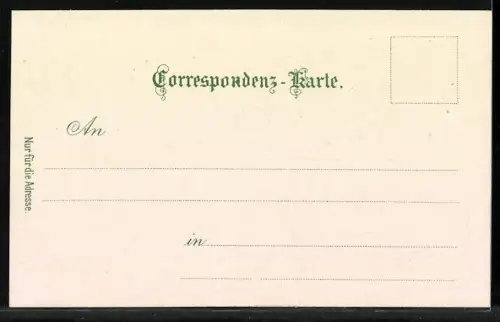 Correspondenz-Karte.
An
Nur für die Adresse.
in